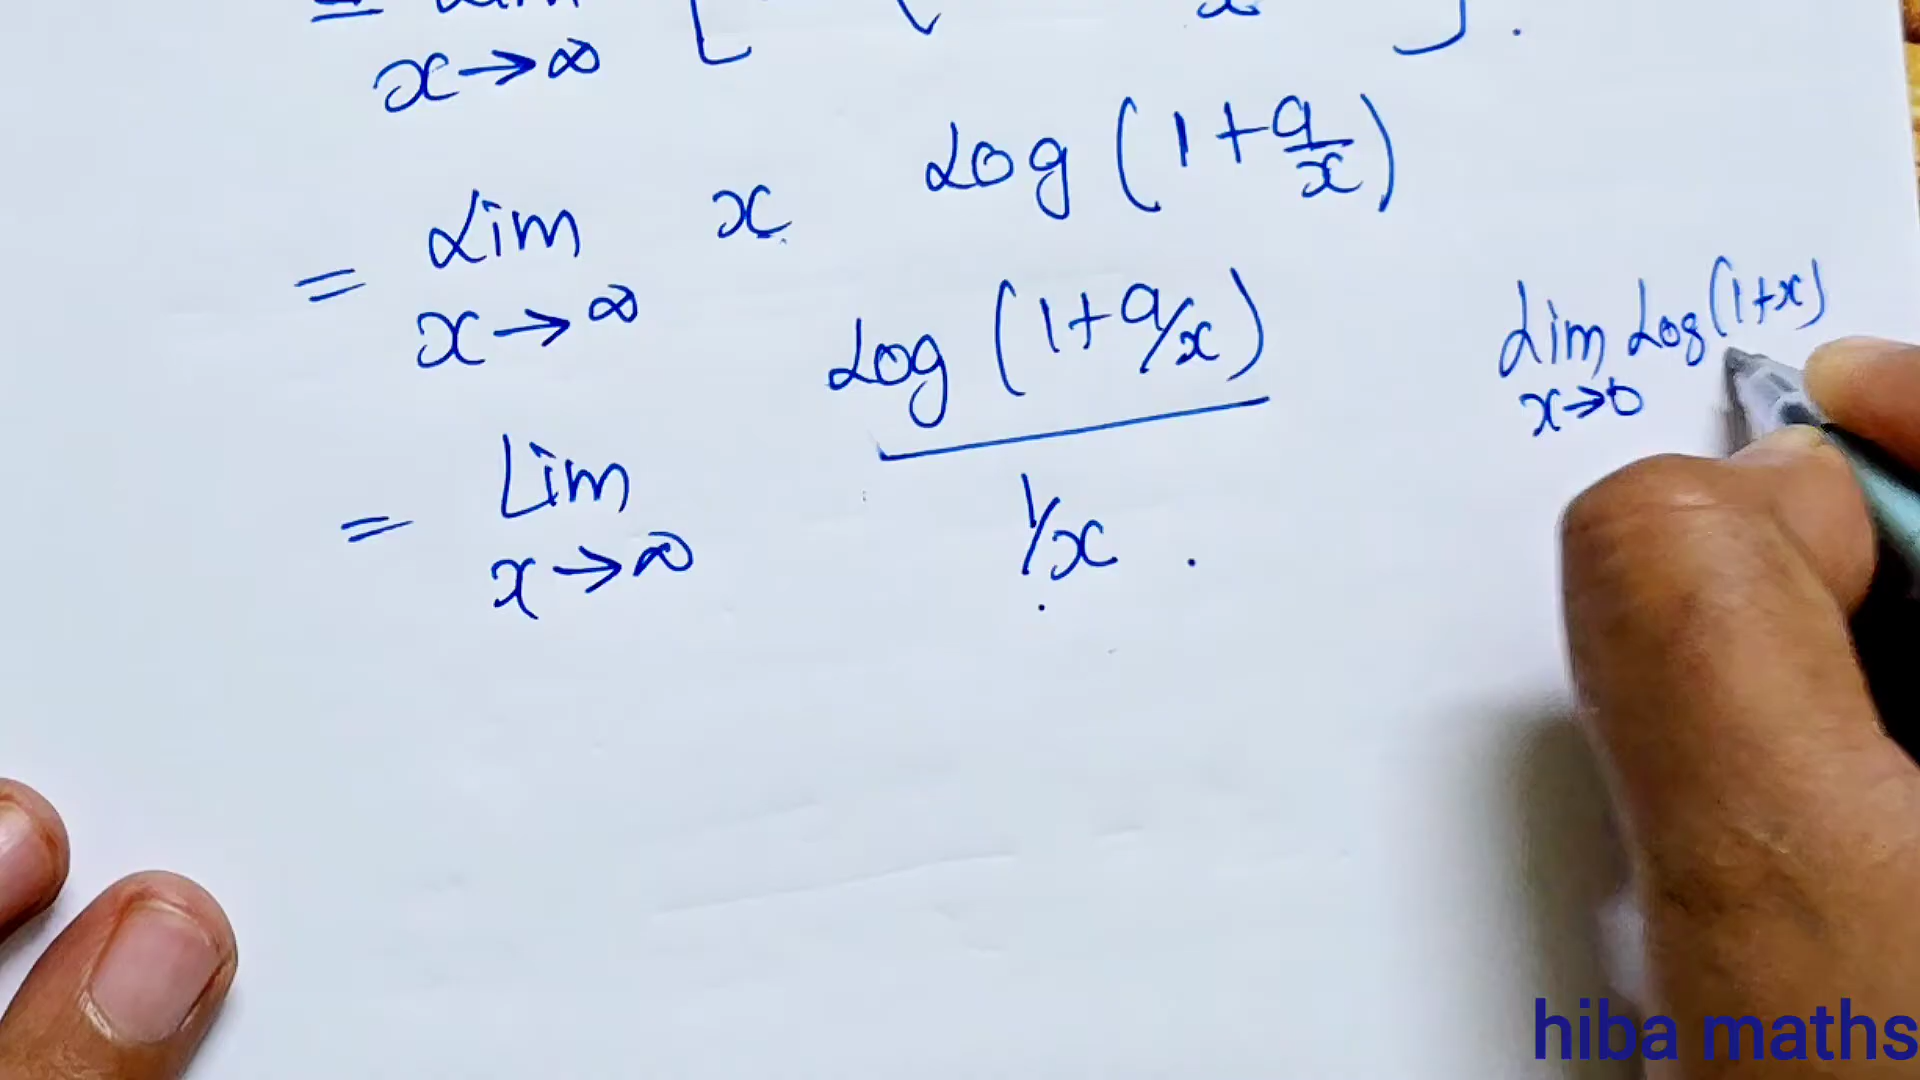 x→∞ [ ( x ] .
= Lim x Log (1 + a/x)
x→∞
= Lim Log (1 + a/x)
x→∞ 1/x .
Lim Log (1+x)
x→0
hiba maths